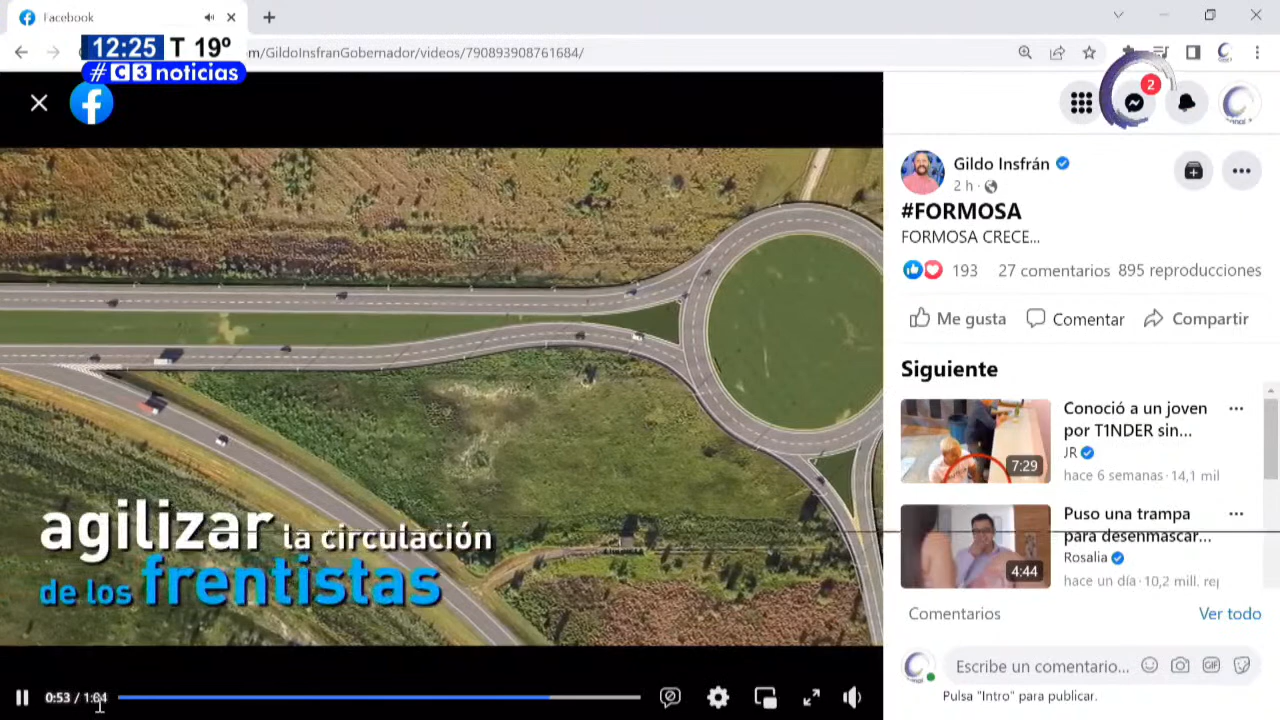 Facebook
12:25 T 19º
#C3noticias
om/GildoInsfranGobernador/videos/790893908761684/
2
Gildo Insfrán
2 h
#FORMOSA
FORMOSA CRECE...
193 27 comentarios 895 reproducciones
Me gusta Comentar Compartir
Siguiente
Conoció a un joven
por T1NDER sin...
JR
7:29
hace 6 semanas · 14,1 mil
Puso una trampa
para desenmascar...
Rosalia
4:44
hace un día · 10,2 mill. rep
agilizar la circulación
de los frentistas
Comentarios Ver todo
Escribe un comentario...
GIF
Pulsa "Intro" para publicar.
0:53 / 1:04